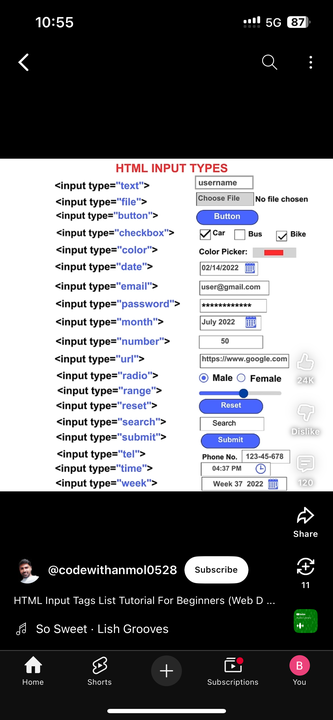 10:55 5G 87
HTML INPUT TYPES
<input type="text"> username
<input type="file"> Choose File No file chosen
<input type="button"> Button
<input type="checkbox"> Car Bus Bike
<input type="color"> Color Picker:
<input type="date"> 02/14/2022
<input type="email"> user@gmail.com
<input type="password"> ************
<input type="month"> July 2022
<input type="number"> 50
<input type="url"> https://www.google.com
<input type="radio"> Male Female
<input type="range">
<input type="reset"> Reset
<input type="search"> Search
<input type="submit"> Submit
<input type="tel"> Phone No. 123-45-678
<input type="time"> 04:37 PM
<input type="week"> Week 37 2022
24K
Dislike
120
Share
11
@codewithanmol0528 Subscribe
HTML Input Tags List Tutorial For Beginners (Web D ...
So Sweet · Lish Grooves
B
Home Shorts Subscriptions You